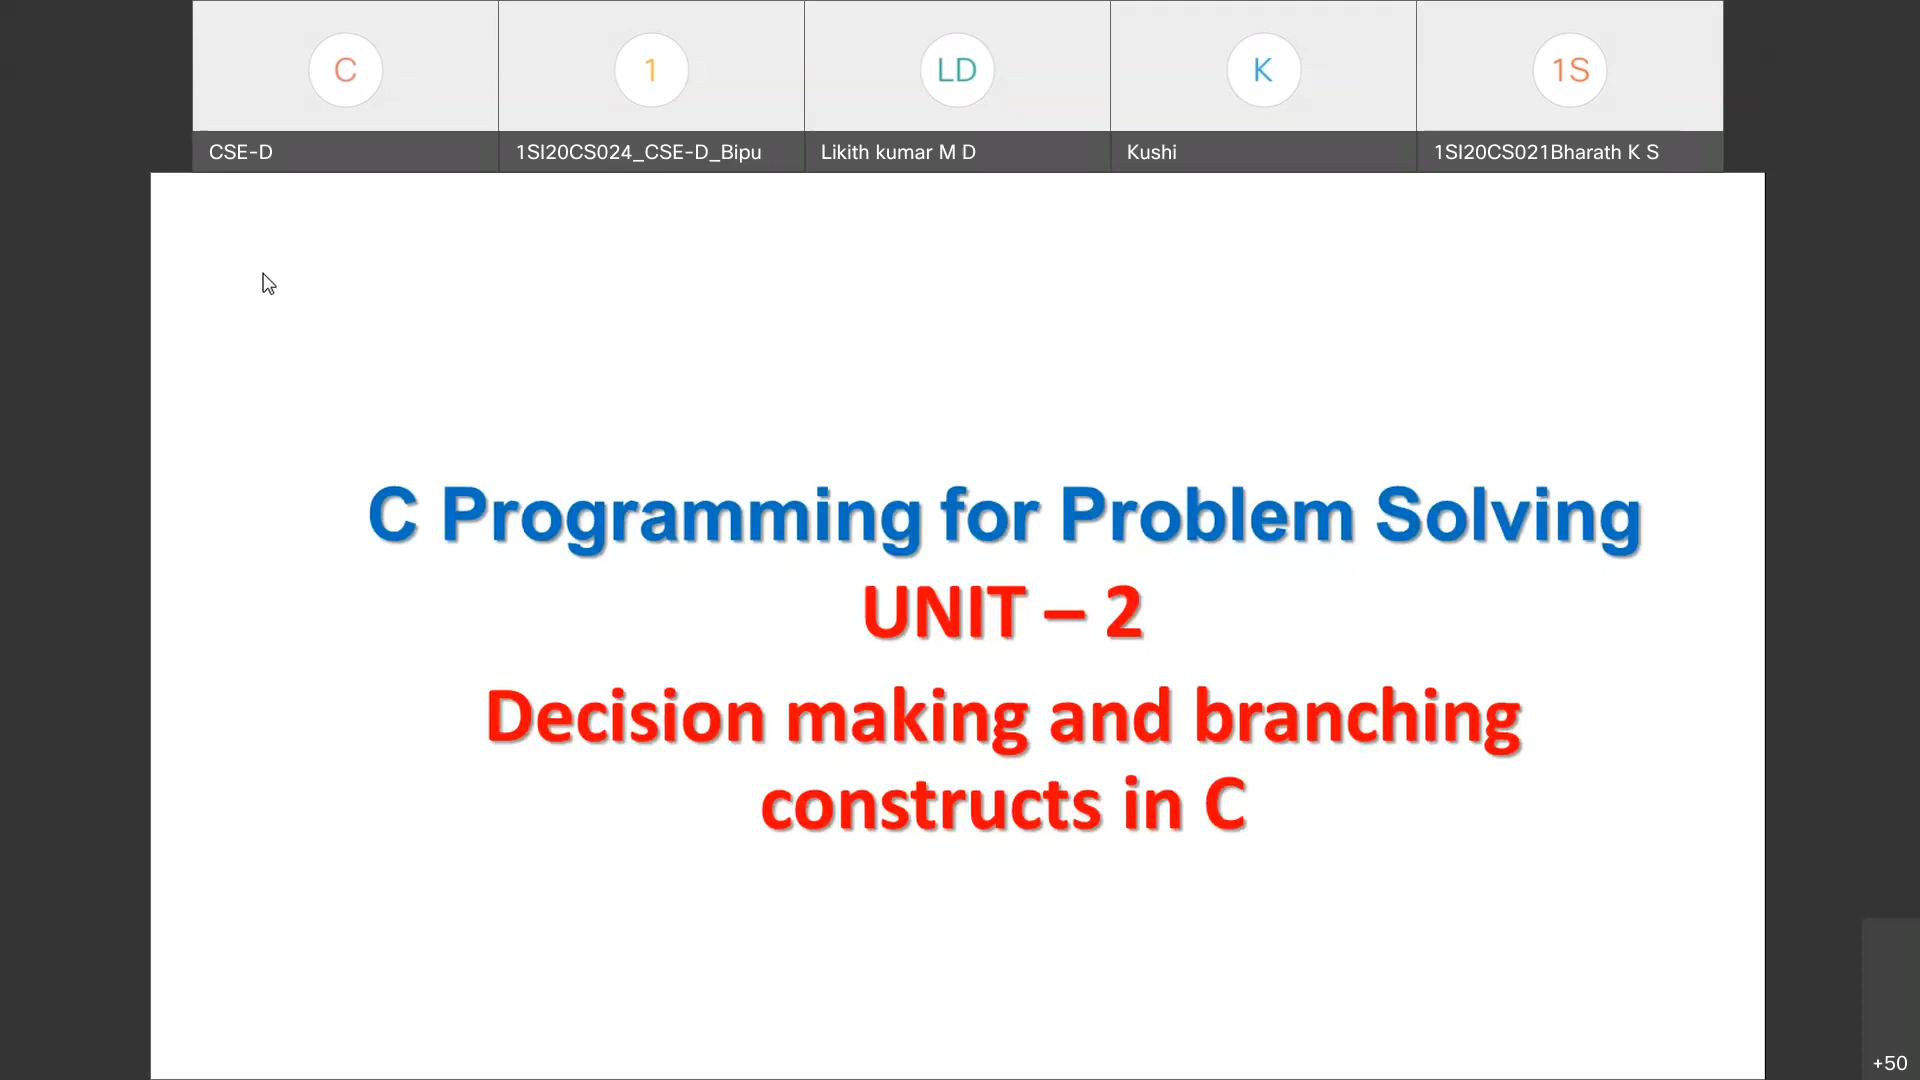 C
1
LD
K
1S
CSE-D
1SI20CS024_CSE-D_Bipu
Likith kumar M D
Kushi
1SI20CS021Bharath K S
C Programming for Problem Solving
UNIT – 2
Decision making and branching
constructs in C
+50